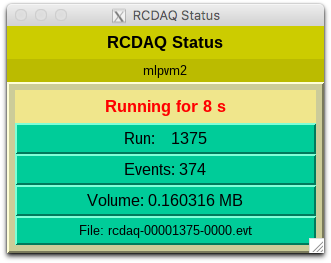 RCDAQ Status
RCDAQ Status
mlpvm2
Running for 8 s
Run: 1375
Events: 374
Volume: 0.160316 MB
File: rcdaq-00001375-0000.evt